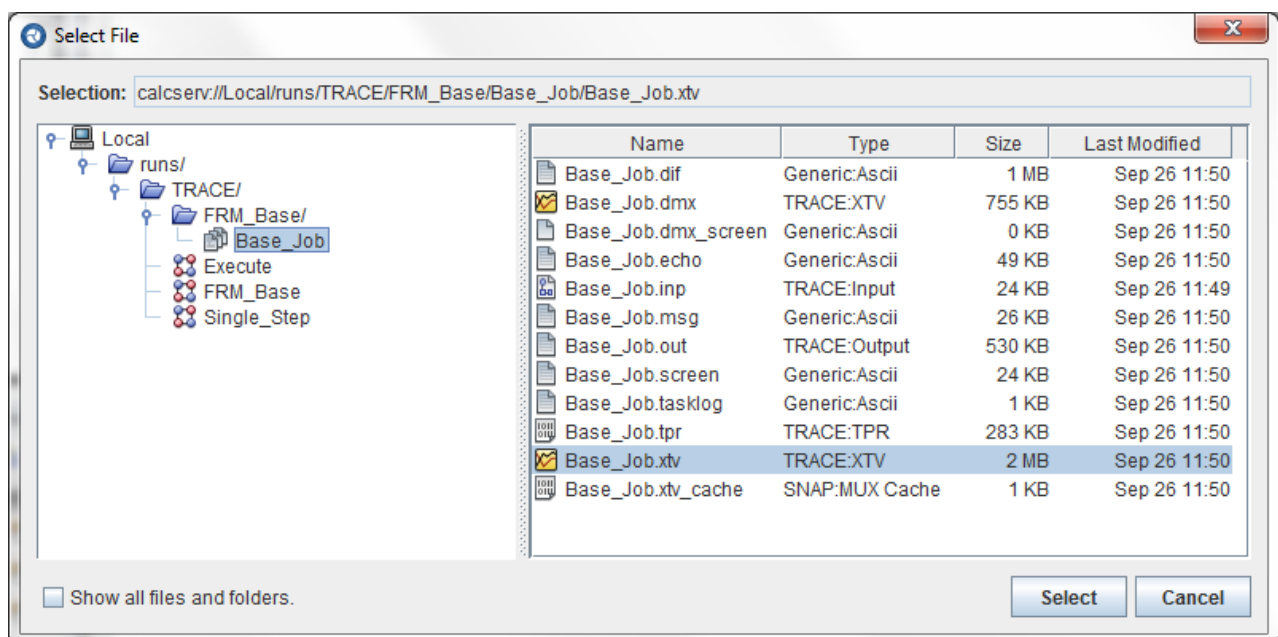 Select File
Selection: calcserv://Local/runs/TRACE/FRM_Base/Base_Job/Base_Job.xtv
Local
runs/
TRACE/
FRM_Base/
Base_Job
Execute
FRM_Base
Single_Step
Name Type Size Last Modified
Base_Job.dif Generic:Ascii 1 MB Sep 26 11:50
Base_Job.dmx TRACE:XTV 755 KB Sep 26 11:50
Base_Job.dmx_screen Generic:Ascii 0 KB Sep 26 11:50
Base_Job.echo Generic:Ascii 49 KB Sep 26 11:50
Base_Job.inp TRACE:Input 24 KB Sep 26 11:49
Base_Job.msg Generic:Ascii 26 KB Sep 26 11:50
Base_Job.out TRACE:Output 530 KB Sep 26 11:50
Base_Job.screen Generic:Ascii 24 KB Sep 26 11:50
Base_Job.tasklog Generic:Ascii 1 KB Sep 26 11:50
Base_Job.tpr TRACE:TPR 283 KB Sep 26 11:50
Base_Job.xtv TRACE:XTV 2 MB Sep 26 11:50
Base_Job.xtv_cache SNAP:MUX Cache 1 KB Sep 26 11:50
Show all files and folders.
Select Cancel